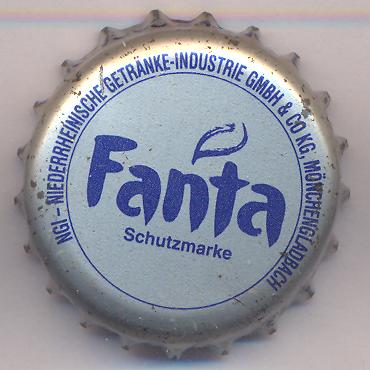 NGI – NIEDERRHEINISCHE GETRÄNKE-INDUSTRIE GMBH & CO KG, MÖNCHENGLADBACH
Fanta
Schutzmarke